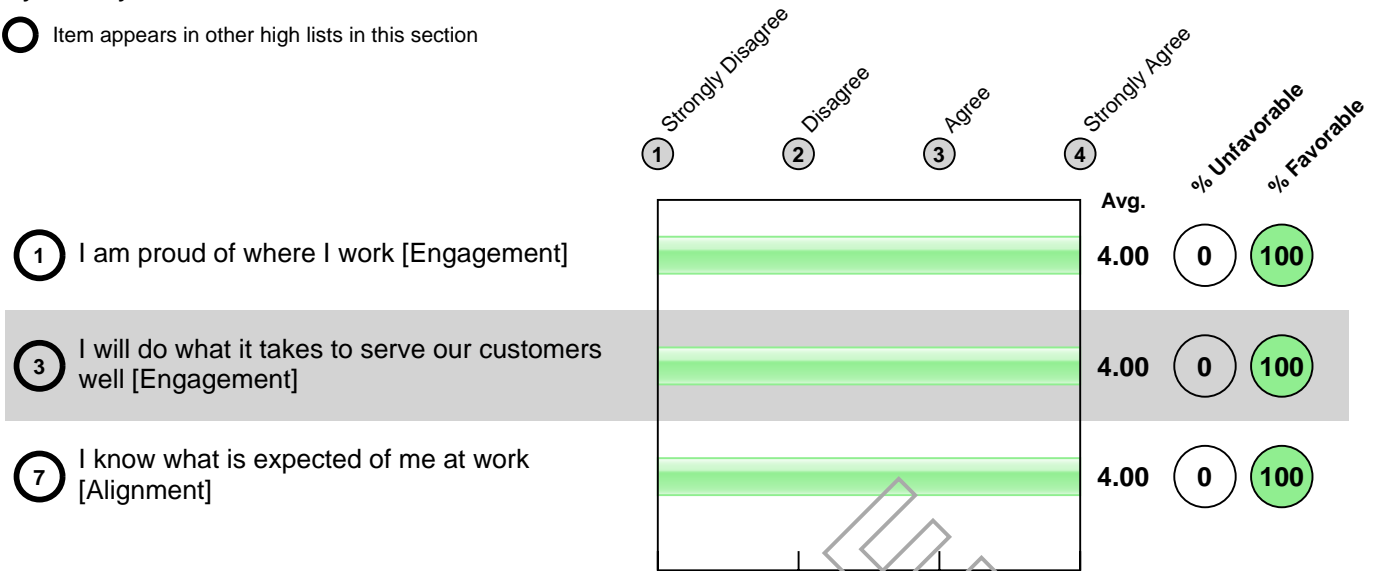 Item appears in other high lists in this section
Strongly Disagree
Disagree
Agree
Strongly Agree
1
2
3
4
% Unfavorable
% Favorable
Avg.
1 I am proud of where I work [Engagement] 4.00 0 100
3 I will do what it takes to serve our customers
well [Engagement] 4.00 0 100
7 I know what is expected of me at work
[Alignment] 4.00 0 100